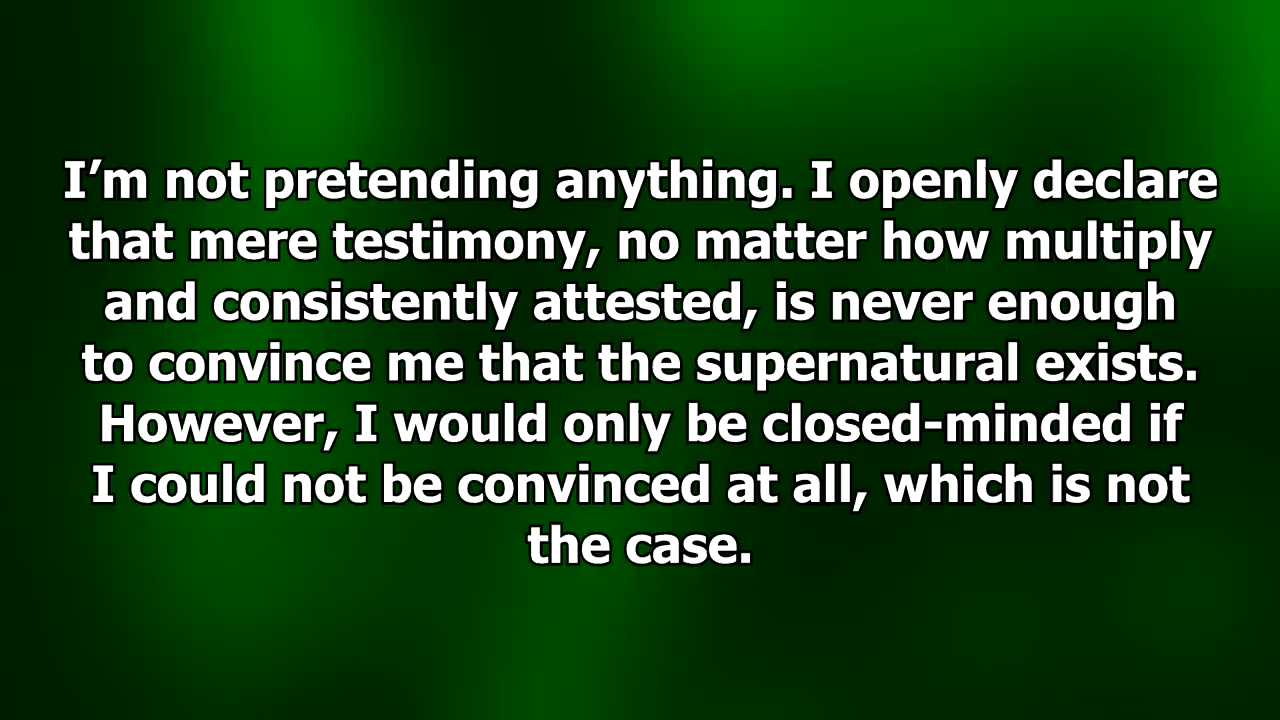 I’m not pretending anything. I openly declare
that mere testimony, no matter how multiply
and consistently attested, is never enough
to convince me that the supernatural exists.
However, I would only be closed-minded if
I could not be convinced at all, which is not
the case.